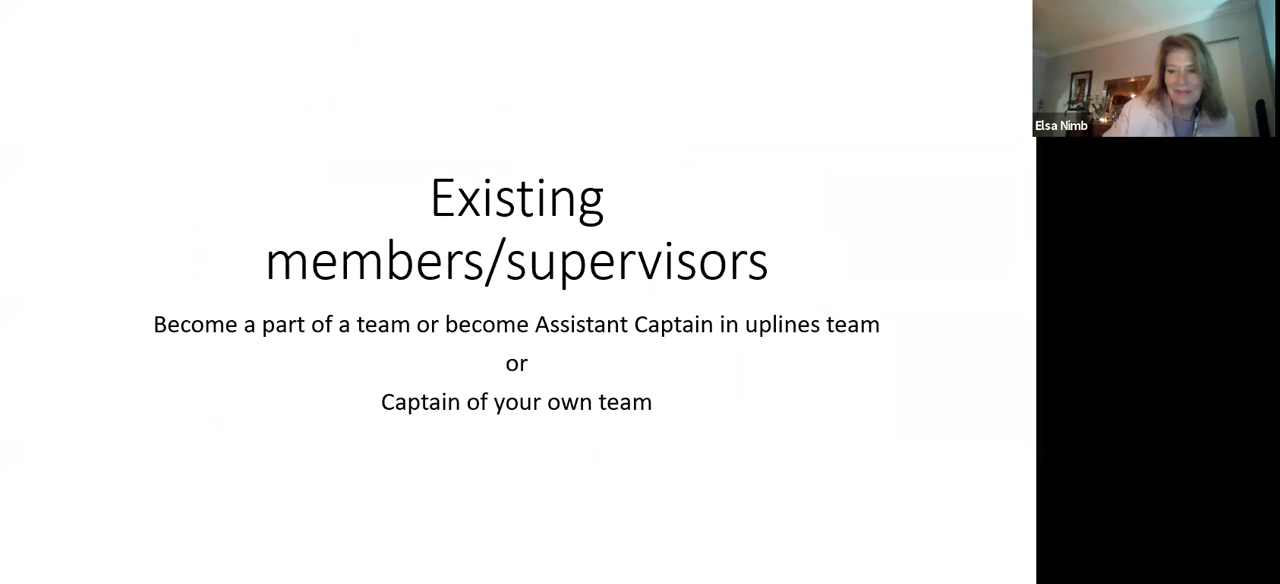 Existing
members/supervisors
Become a part of a team or become Assistant Captain in uplines team
or
Captain of your own team
Elsa Nimb